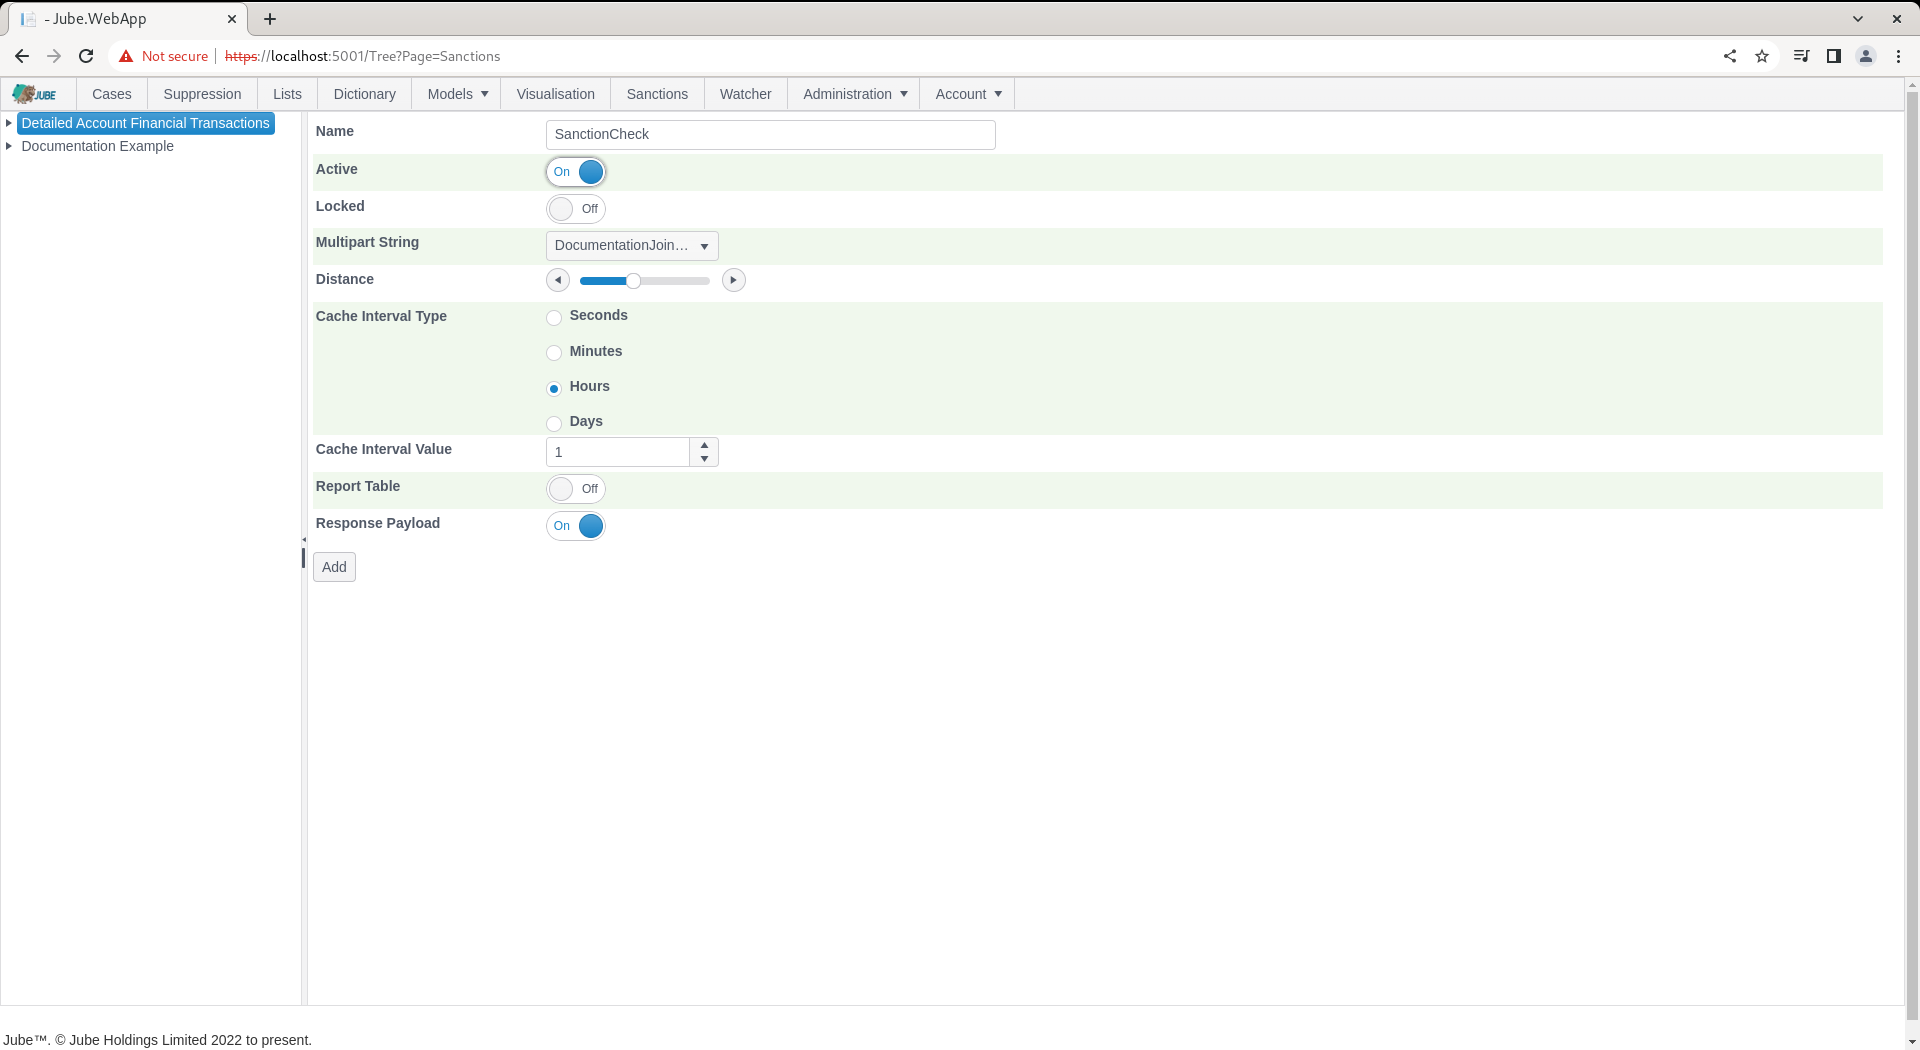 - Jube.WebApp
Not secure https://localhost:5001/Tree?Page=Sanctions
JUBE Cases Suppression Lists Dictionary Models Visualisation Sanctions Watcher Administration Account
Detailed Account Financial Transactions
Documentation Example
Name SanctionCheck
Active On
Locked Off
Multipart String DocumentationJoin...
Distance
Cache Interval Type Seconds
Minutes
Hours
Days
Cache Interval Value 1
Report Table Off
Response Payload On
Add
Jube™. © Jube Holdings Limited 2022 to present.